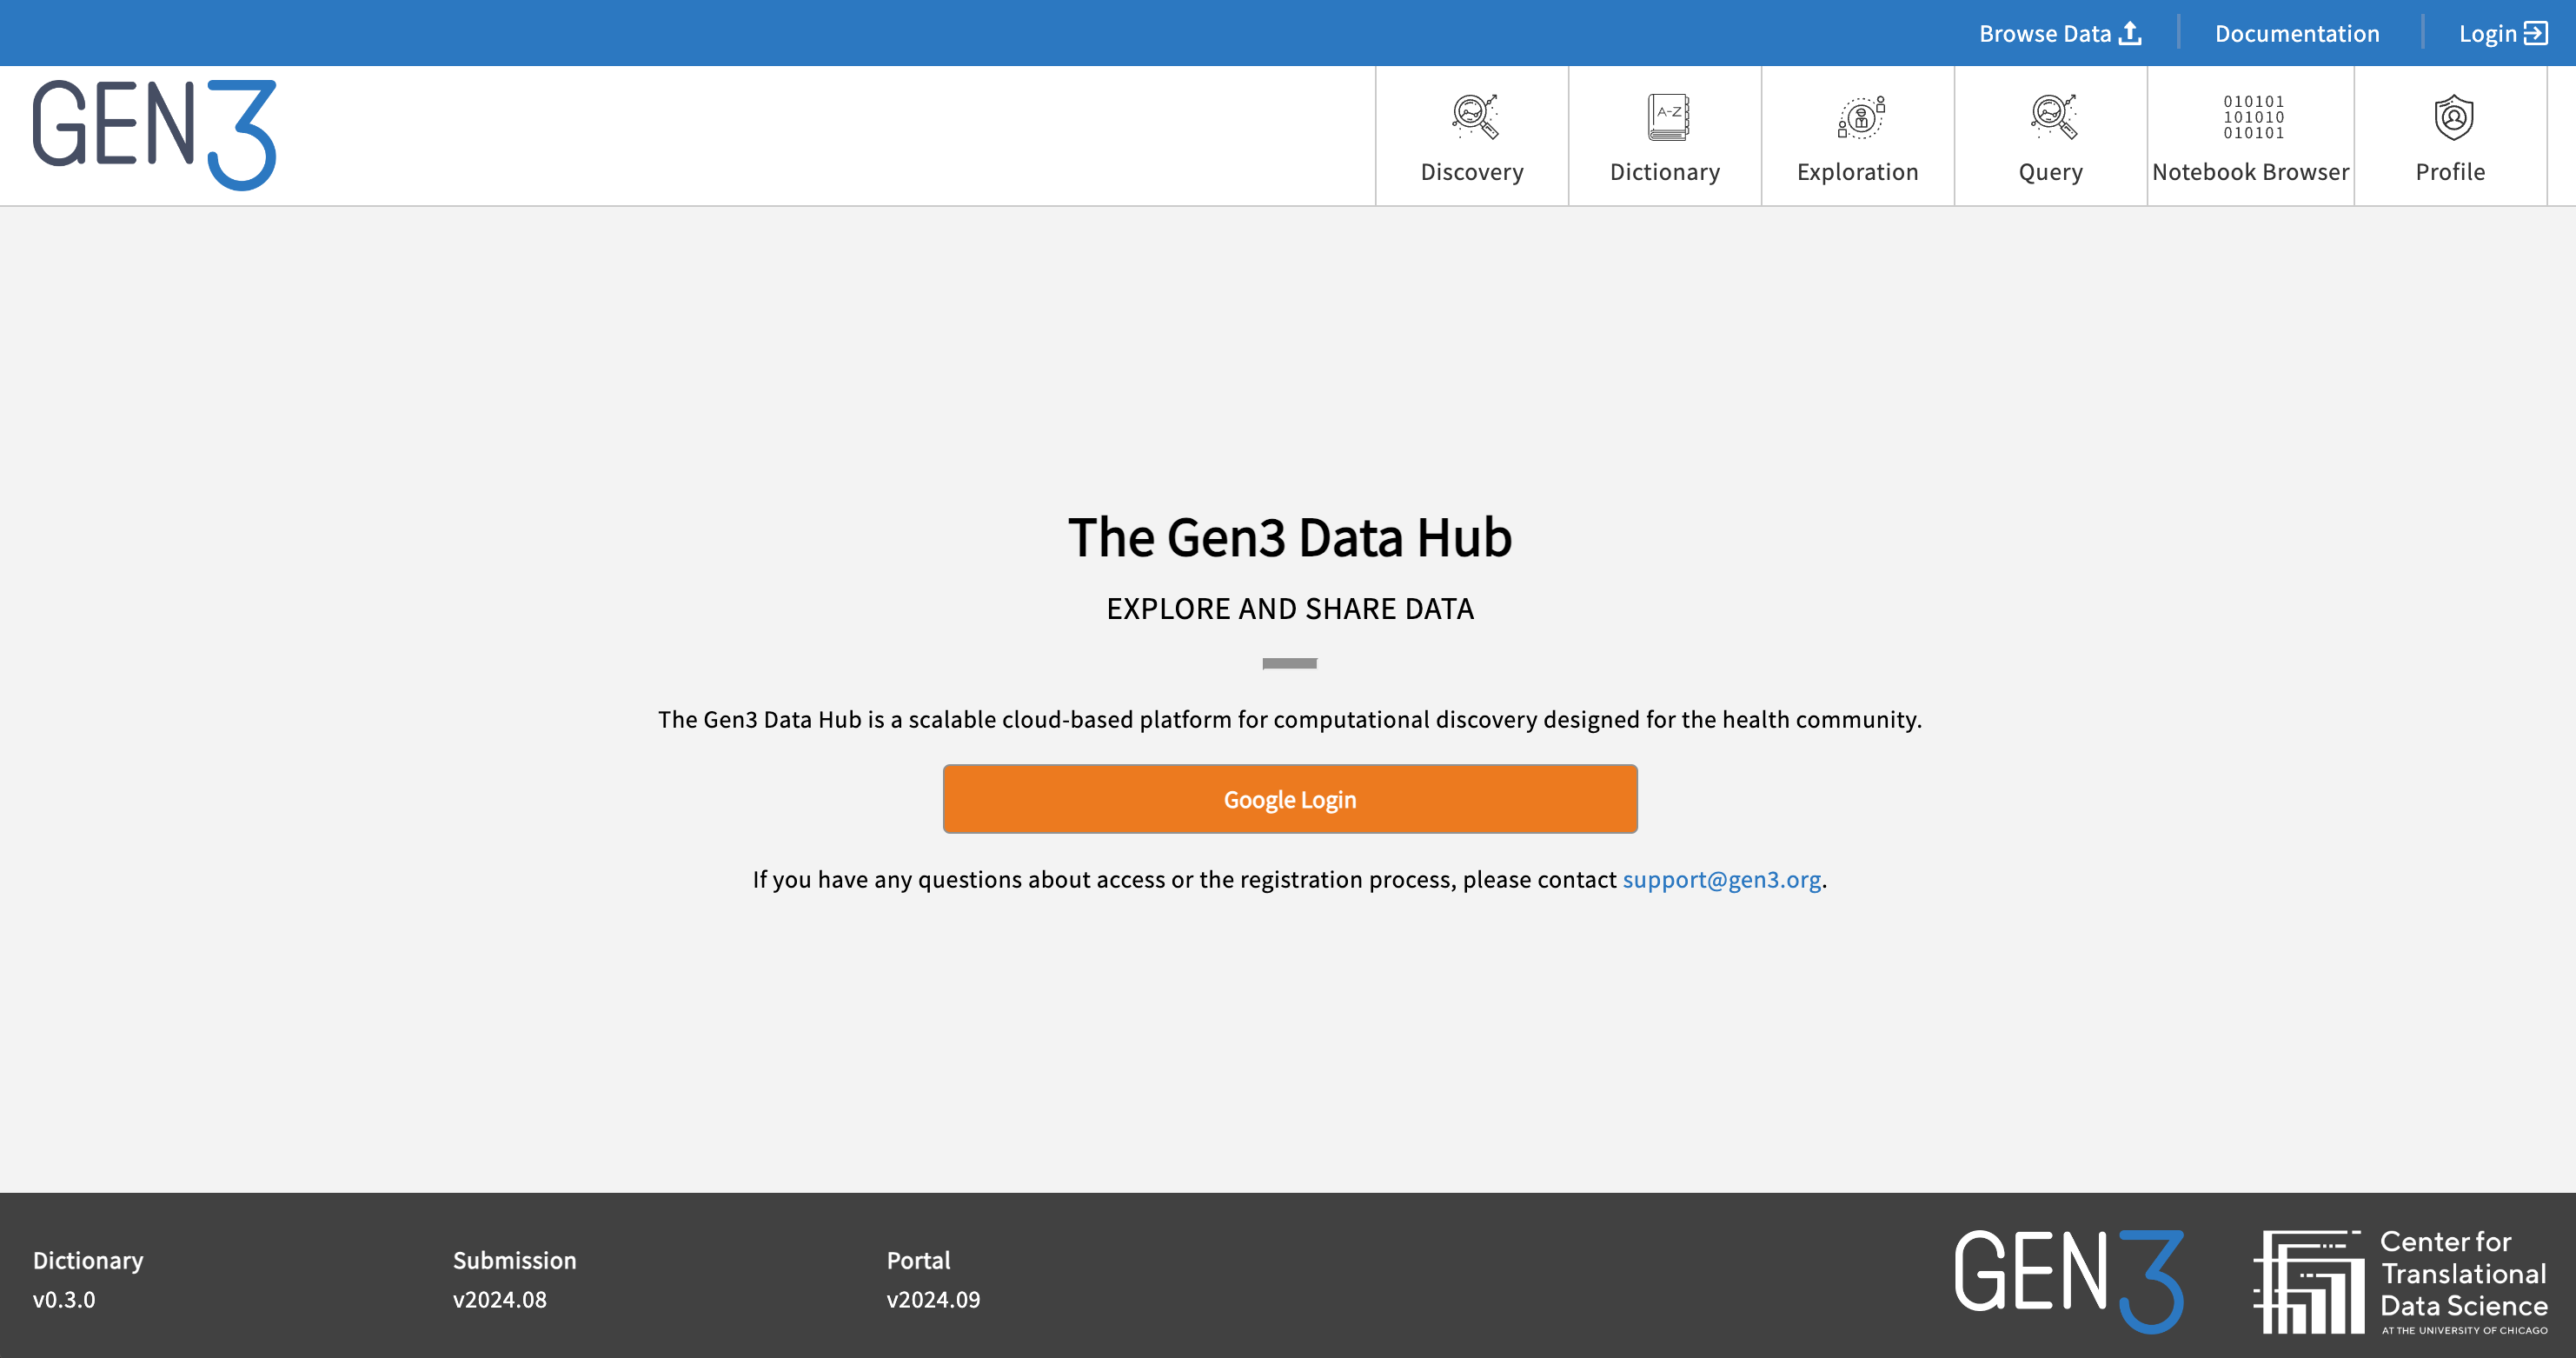 Browse Data
Documentation
Login
GEN3
A-Z
010101
101010
010101
Discovery
Dictionary
Exploration
Query
Notebook Browser
Profile
The Gen3 Data Hub
EXPLORE AND SHARE DATA
The Gen3 Data Hub is a scalable cloud-based platform for computational discovery designed for the health community.
Google Login
If you have any questions about access or the registration process, please contact support@gen3.org.
Dictionary
v0.3.0
Submission
v2024.08
Portal
v2024.09
GEN3
Center for
Translational
Data Science
AT THE UNIVERSITY OF CHICAGO